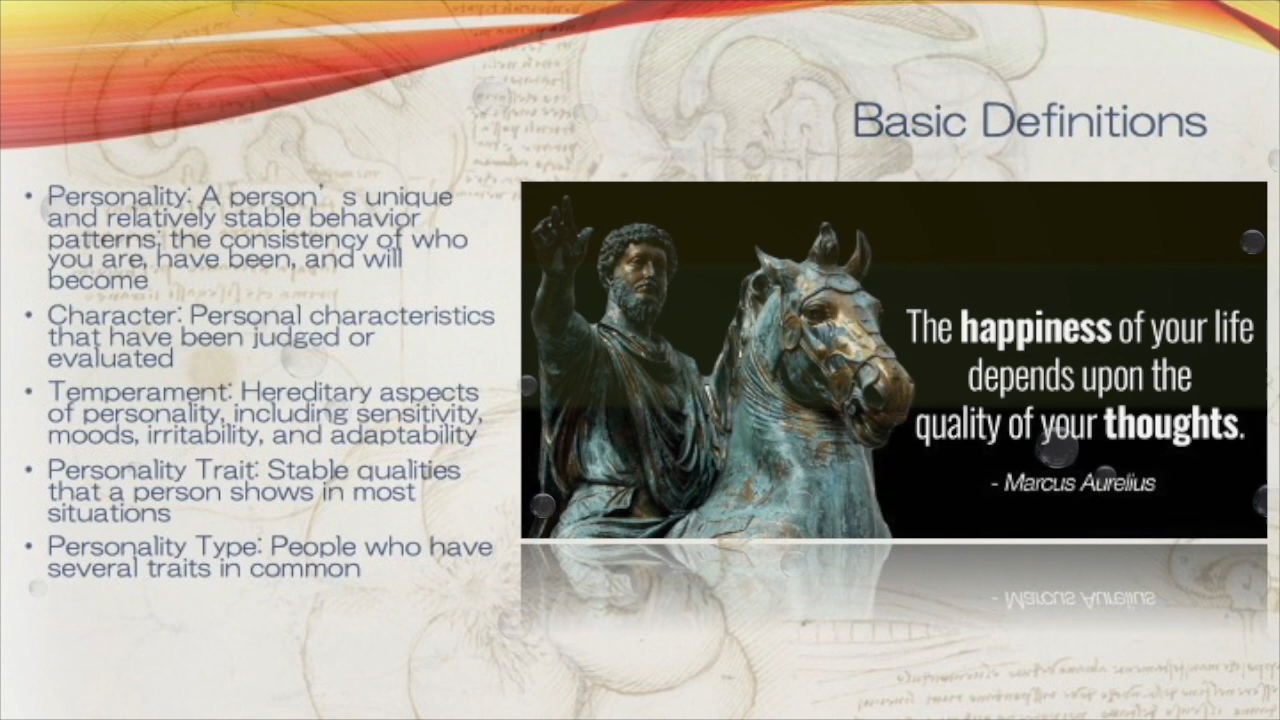 Basic Definitions
• Personality: A person’s unique
and relatively stable behavior
patterns; the consistency of who
you are, have been, and will
become
• Character: Personal characteristics
that have been judged or
evaluated
• Temperament: Hereditary aspects
of personality, including sensitivity,
moods, irritability, and adaptability
• Personality Trait: Stable qualities
that a person shows in most
situations
• Personality Type: People who have
several traits in common
The happiness of your life
depends upon the
quality of your thoughts.
- Marcus Aurelius
- Marcus Aurelius